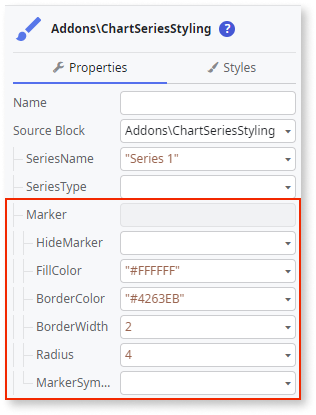 Addons\ChartSeriesStyling ?
Properties Styles
Name
Source Block Addons\ChartSeriesStyling
SeriesName "Series 1"
SeriesType
Marker
HideMarker
FillColor "#FFFFFF"
BorderColor "#4263EB"
BorderWidth 2
Radius 4
MarkerSym...